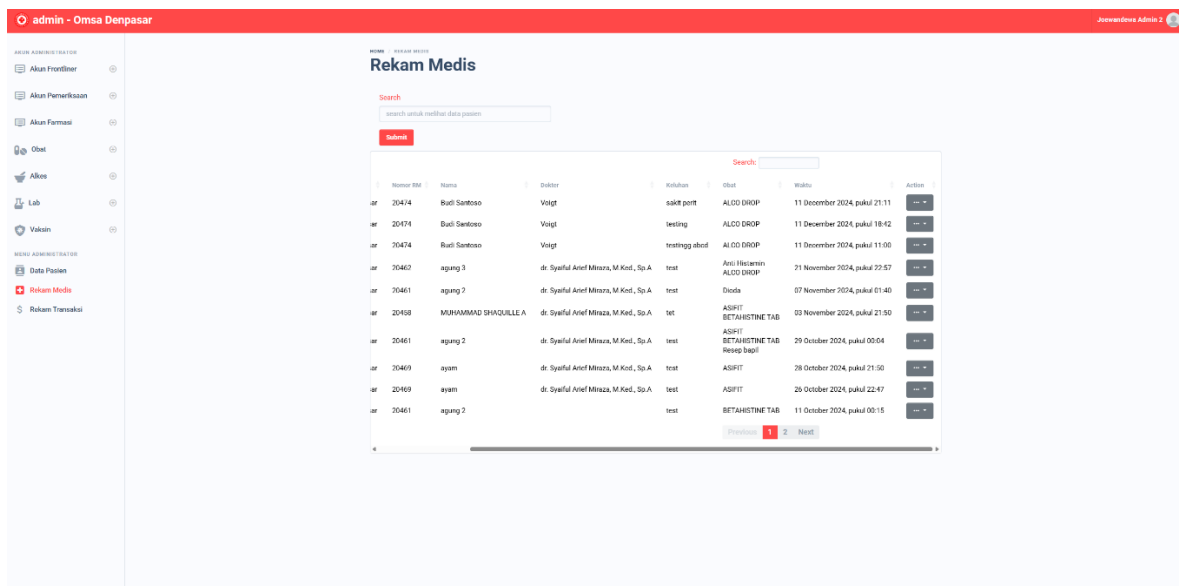 admin - Omsa Denpasar
Joewandewa Admin 2
AKUN ADMINISTRATOR
Akun Frontliner
Akun Pemeriksaan
Akun Farmasi
Obat
Alkes
Lab
Vaksin
MENU ADMINISTRATOR
Data Pasien
Rekam Medis
Rekam Transaksi
HOME / REKAM MEDIS
Rekam Medis
Search
search untuk melihat data pasien
Submit
Search:
Nomor RM Nama Dokter Keluhan Obat Waktu Action
ar 20474 Budi Santoso Voigt sakit perit ALCO DROP 11 December 2024, pukul 21:11
ar 20474 Budi Santoso Voigt testing ALCO DROP 11 December 2024, pukul 18:42
ar 20474 Budi Santoso Voigt testingg abcd ALCO DROP 11 December 2024, pukul 11:00
ar 20462 agung 3 dr. Syaiful Arief Miraza, M.Ked., Sp.A test Anti Histamin
ALCO DROP 21 November 2024, pukul 22:57
ar 20461 agung 2 dr. Syaiful Arief Miraza, M.Ked., Sp.A test Dioda 07 November 2024, pukul 01:40
ar 20458 MUHAMMAD SHAQUILLE A dr. Syaiful Arief Miraza, M.Ked., Sp.A tet ASIFIT
BETAHISTINE TAB 03 November 2024, pukul 21:50
ar 20461 agung 2 dr. Syaiful Arief Miraza, M.Ked., Sp.A test ASIFIT
BETAHISTINE TAB
Resep bapil 29 October 2024, pukul 00:04
ar 20469 ayam dr. Syaiful Arief Miraza, M.Ked., Sp.A test ASIFIT 28 October 2024, pukul 21:50
ar 20469 ayam dr. Syaiful Arief Miraza, M.Ked., Sp.A test ASIFIT 26 October 2024, pukul 22:47
ar 20461 agung 2 test BETAHISTINE TAB 11 October 2024, pukul 00:15
Previous 1 2 Next